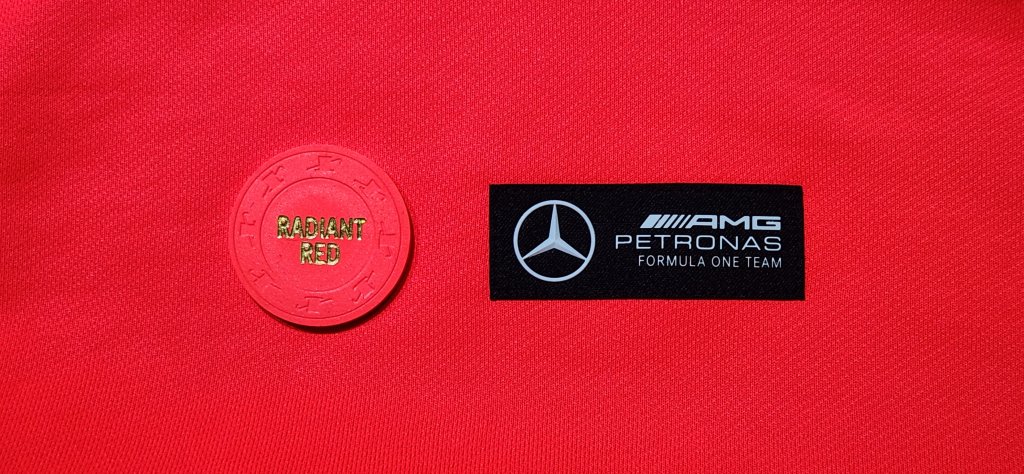 RADIANT
RED
AMG
PETRONAS
FORMULA ONE TEAM